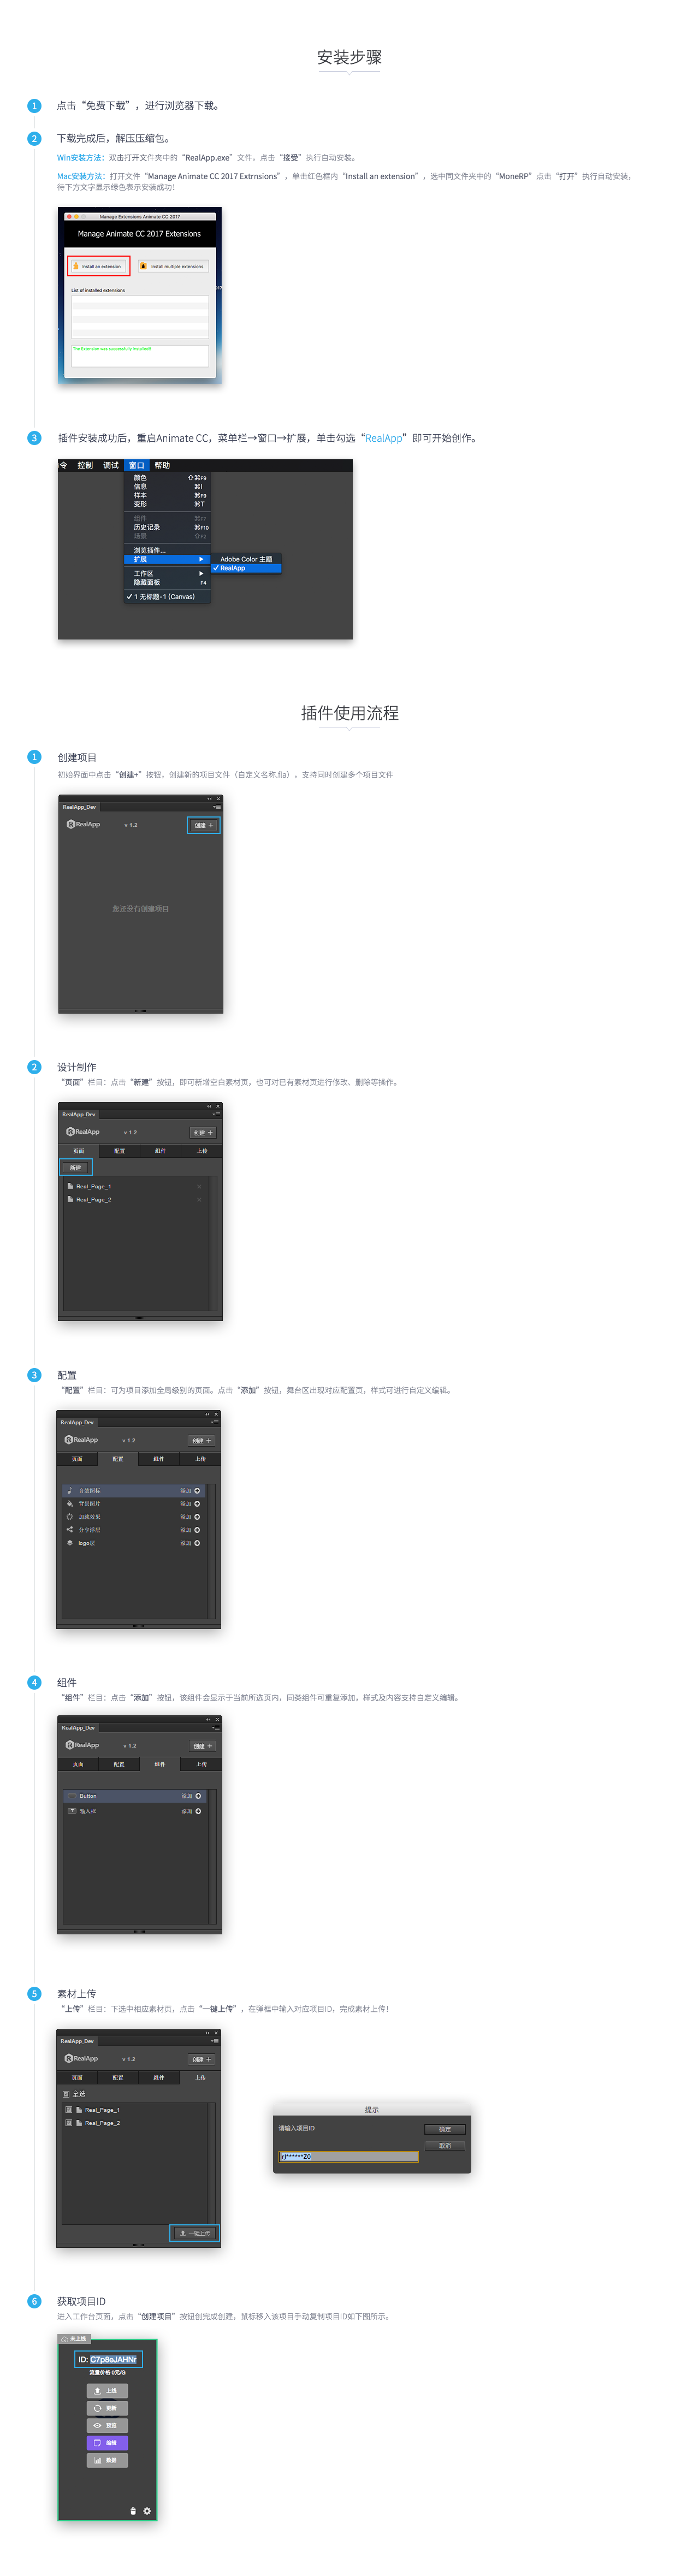 安装步骤
1 点击“免费下载”，进行浏览器下载。
2 下载完成后，解压压缩包。
Win安装方法：双击打开文件夹中的“RealApp.exe”文件，点击“接受”执行自动安装。
Mac安装方法：打开文件“Manage Animate CC 2017 Extrnsions”，单击红色框内“Install an extension”，选中同文件夹中的“MoneRP”点击“打开”执行自动安装，
待下方文字显示绿色表示安装成功！
Manage Extensions Animate CC 2017
Manage Animate CC 2017 Extensions
Install an extension
Install multiple extensions
List of installed extensions
The Extension was successfully installed!
3 插件安装成功后，重启Animate CC，菜单栏→窗口→扩展，单击勾选“RealApp”即可开始创作。
令 控制 调试 窗口 帮助
颜色 ⇧⌘F9
信息 ⌘I
样本 ⌘F9
变形 ⌘T
组件 ⌘F7
历史记录 ⌘F10
场景 ⇧F2
浏览插件...
扩展 ▶ Adobe Color 主题
✓ RealApp
工作区 ▶
隐藏面板 F4
✓ 1 无标题-1 (Canvas)
插件使用流程
1 创建项目
初始界面中点击“创建+”按钮，创建新的项目文件（自定义名称.fla），支持同时创建多个项目文件
RealApp_Dev
RealApp v 1.2 创建 +
您还没有创建项目
2 设计制作
“页面”栏目：点击“新建”按钮，即可新增空白素材页，也可对已有素材页进行修改、删除等操作。
RealApp_Dev
RealApp v 1.2 创建 +
页面 配置 组件 上传
新建
Real_Page_1 ×
Real_Page_2 ×
3 配置
“配置”栏目：可为项目添加全局级别的页面。点击“添加”按钮，舞台区出现对应配置页，样式可进行自定义编辑。
RealApp_Dev
RealApp v 1.2 创建 +
页面 配置 组件 上传
音效图标 添加
背景图片 添加
加载效果 添加
分享浮层 添加
logo层 添加
4 组件
“组件”栏目：点击“添加”按钮，该组件会显示于当前所选页内，同类组件可重复添加，样式及内容支持自定义编辑。
RealApp_Dev
RealApp v 1.2 创建 +
页面 配置 组件 上传
Button 添加
输入框 添加
5 素材上传
“上传”栏目：下选中相应素材页，点击“一键上传”，在弹框中输入对应项目ID，完成素材上传！
RealApp_Dev
RealApp v 1.2 创建 +
页面 配置 组件 上传
全选
Real_Page_1
Real_Page_2
一键上传
提示
请输入项目ID
确定
取消
rj******Z0
6 获取项目ID
进入工作台页面，点击“创建项目”按钮创完成创建，鼠标移入该项目手动复制项目ID如下图所示。
未上线
ID: C7p8eJAHNr
流量价格 0元/G
上线
更新
预览
编辑
数据